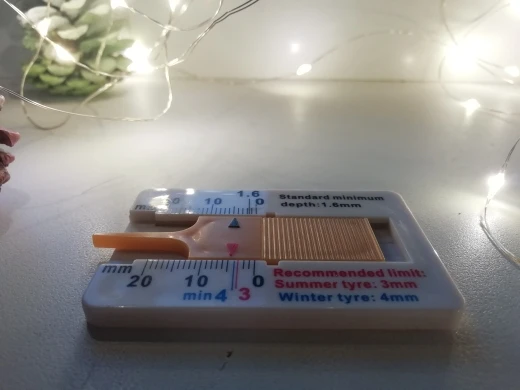 1.6
Standard minimum
depth: 1.6mm
10 0
mm
20 10 0
min 4 3
Recommended limit:
Summer tyre: 3mm
Winter tyre: 4mm